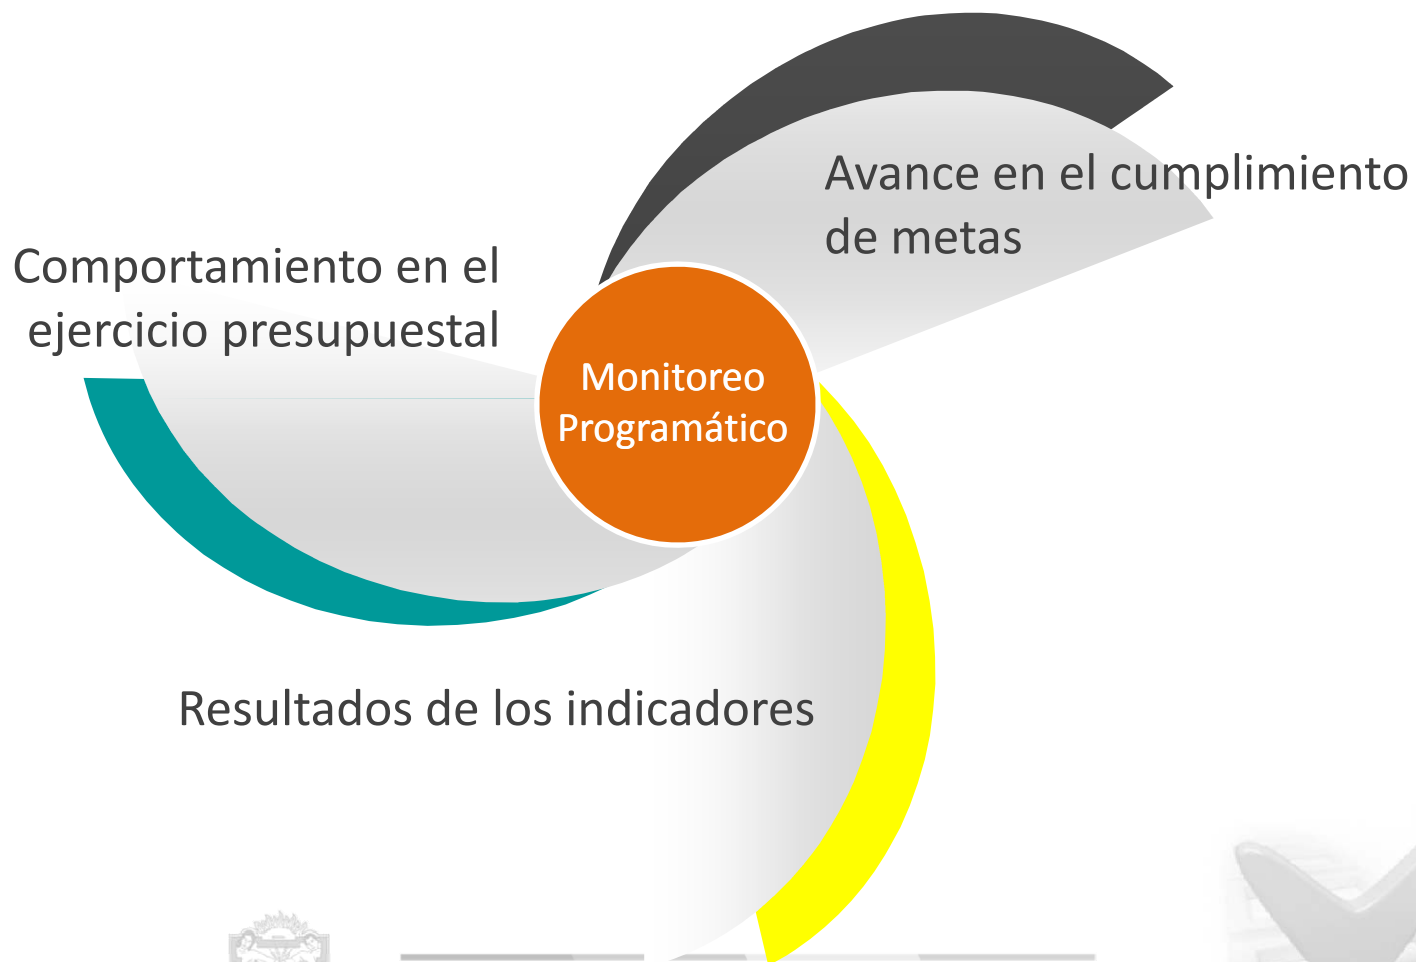 Avance en el cumplimiento
de metas
Comportamiento en el
ejercicio presupuestal
Monitoreo
Programático
Resultados de los indicadores